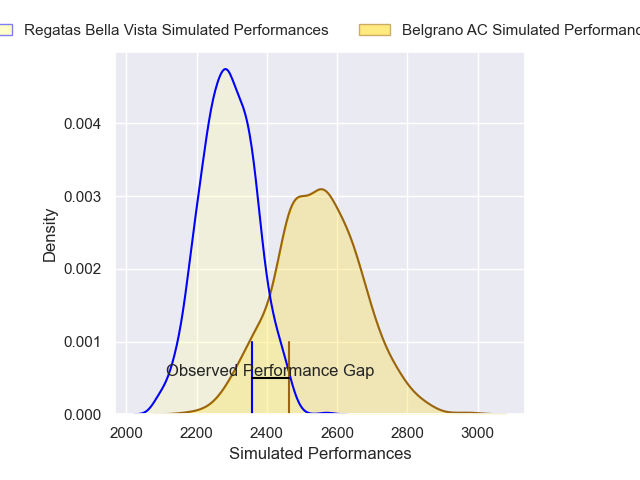 Regatas Bella Vista Simulated Performances
Belgrano AC Simulated
Density
0.004
0.003
0.002
0.001
0.000
Observed Performance Gap
2000 2200 2400 2600 2800 3000
Simulated Performances